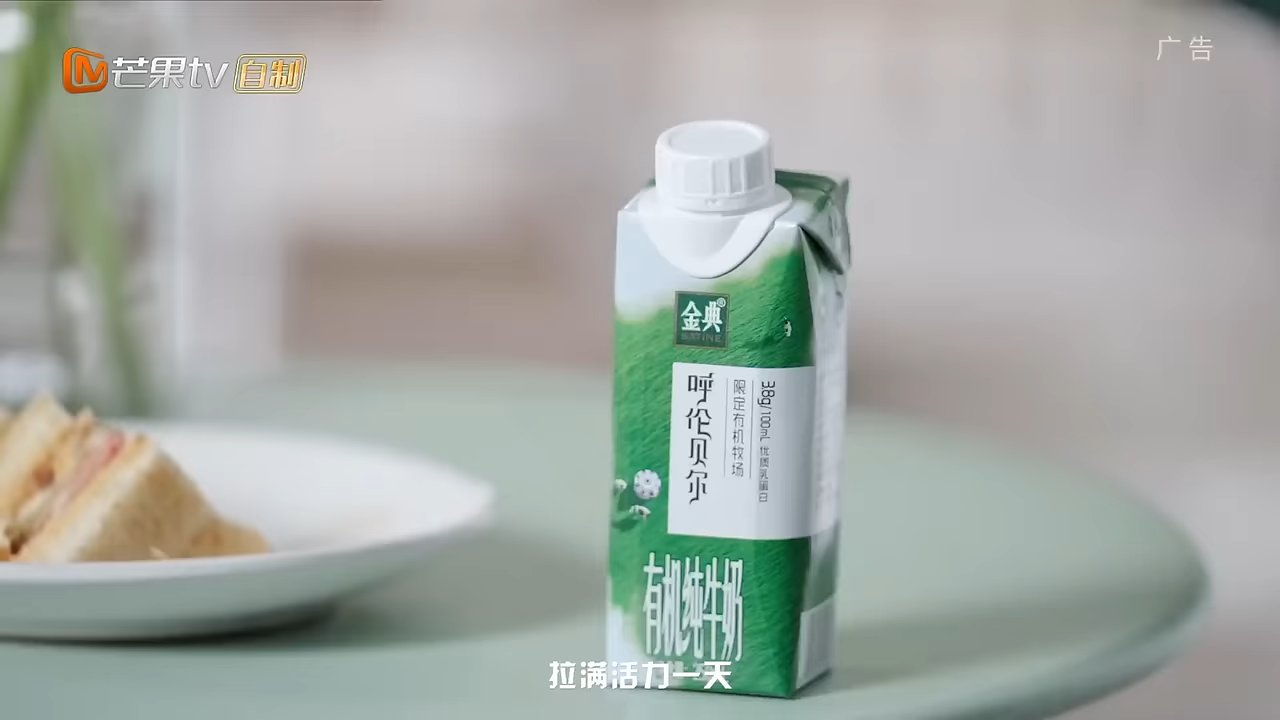 芒果tv 自制
广告
金典®
SATINE
呼伦贝尔
限定有机牧场
3.8g/100mL 优质乳蛋白
有机纯牛奶
拉满活力一天